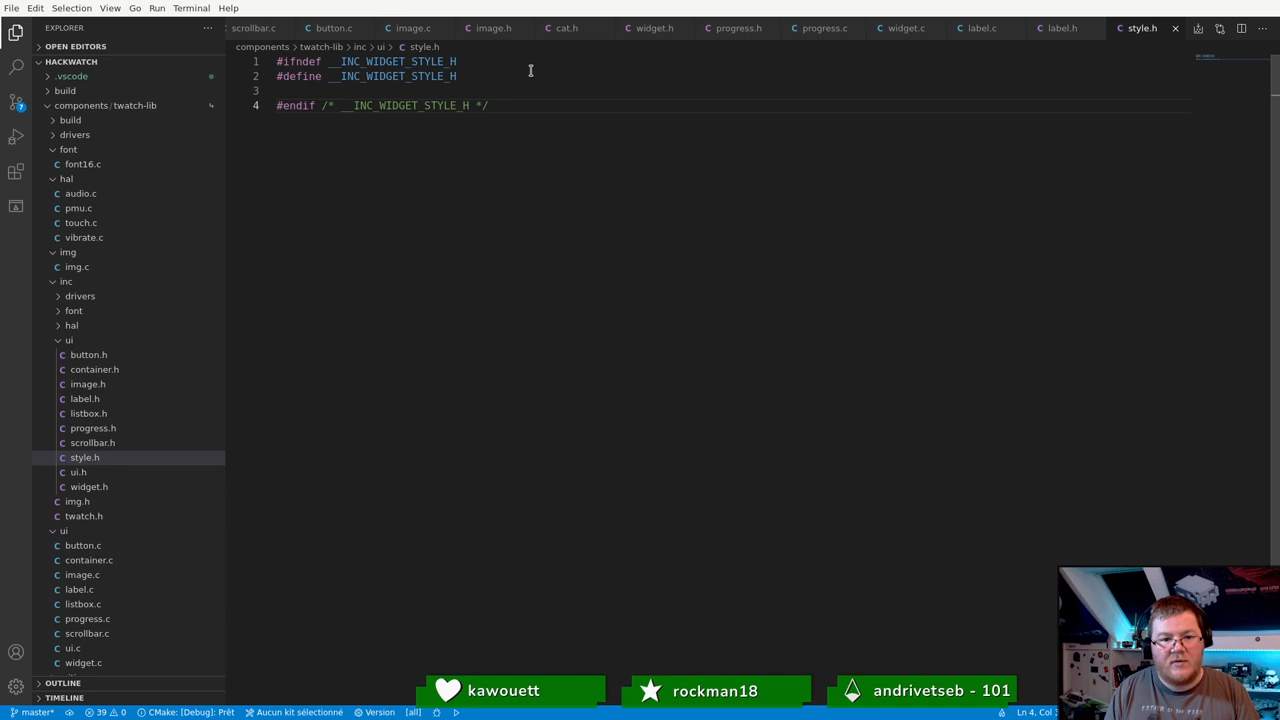 File Edit Selection View Go Run Terminal Help
EXPLORER
OPEN EDITORS
HACKWATCH
.vscode
build
components / twatch-lib
build
drivers
font
font16.c
hal
audio.c
pmu.c
touch.c
vibrate.c
img
img.c
inc
drivers
font
hal
ui
button.h
container.h
image.h
label.h
listbox.h
progress.h
scrollbar.h
style.h
ui.h
widget.h
img.h
twatch.h
ui
button.c
container.c
image.c
label.c
listbox.c
progress.c
scrollbar.c
ui.c
widget.c
OUTLINE
TIMELINE
7
scrollbar.c button.c image.c image.h cat.h widget.h progress.h progress.c widget.c label.c label.h style.h
components > twatch-lib > inc > ui > style.h
1 #ifndef __INC_WIDGET_STYLE_H
2 #define __INC_WIDGET_STYLE_H
3
4 #endif /* __INC_WIDGET_STYLE_H */
kawouett
rockman18
andrivetseb - 101
master* 39 0 CMake: [Debug]: Prêt Aucun kit sélectionné Version [all] Ln 4, Col